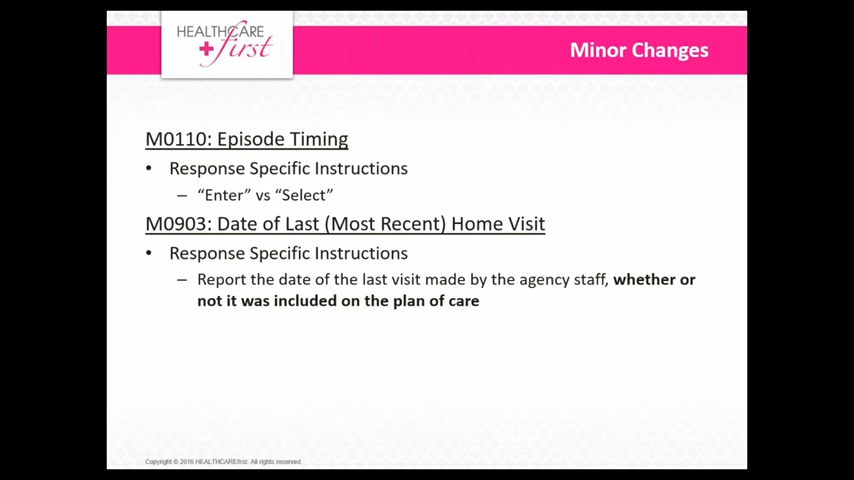 HEALTHCARE
first
Minor Changes
M0110: Episode Timing
• Response Specific Instructions
– “Enter” vs “Select”
M0903: Date of Last (Most Recent) Home Visit
• Response Specific Instructions
– Report the date of the last visit made by the agency staff, whether or
not it was included on the plan of care
Copyright © 2016 HEALTHCAREfirst. All rights reserved.